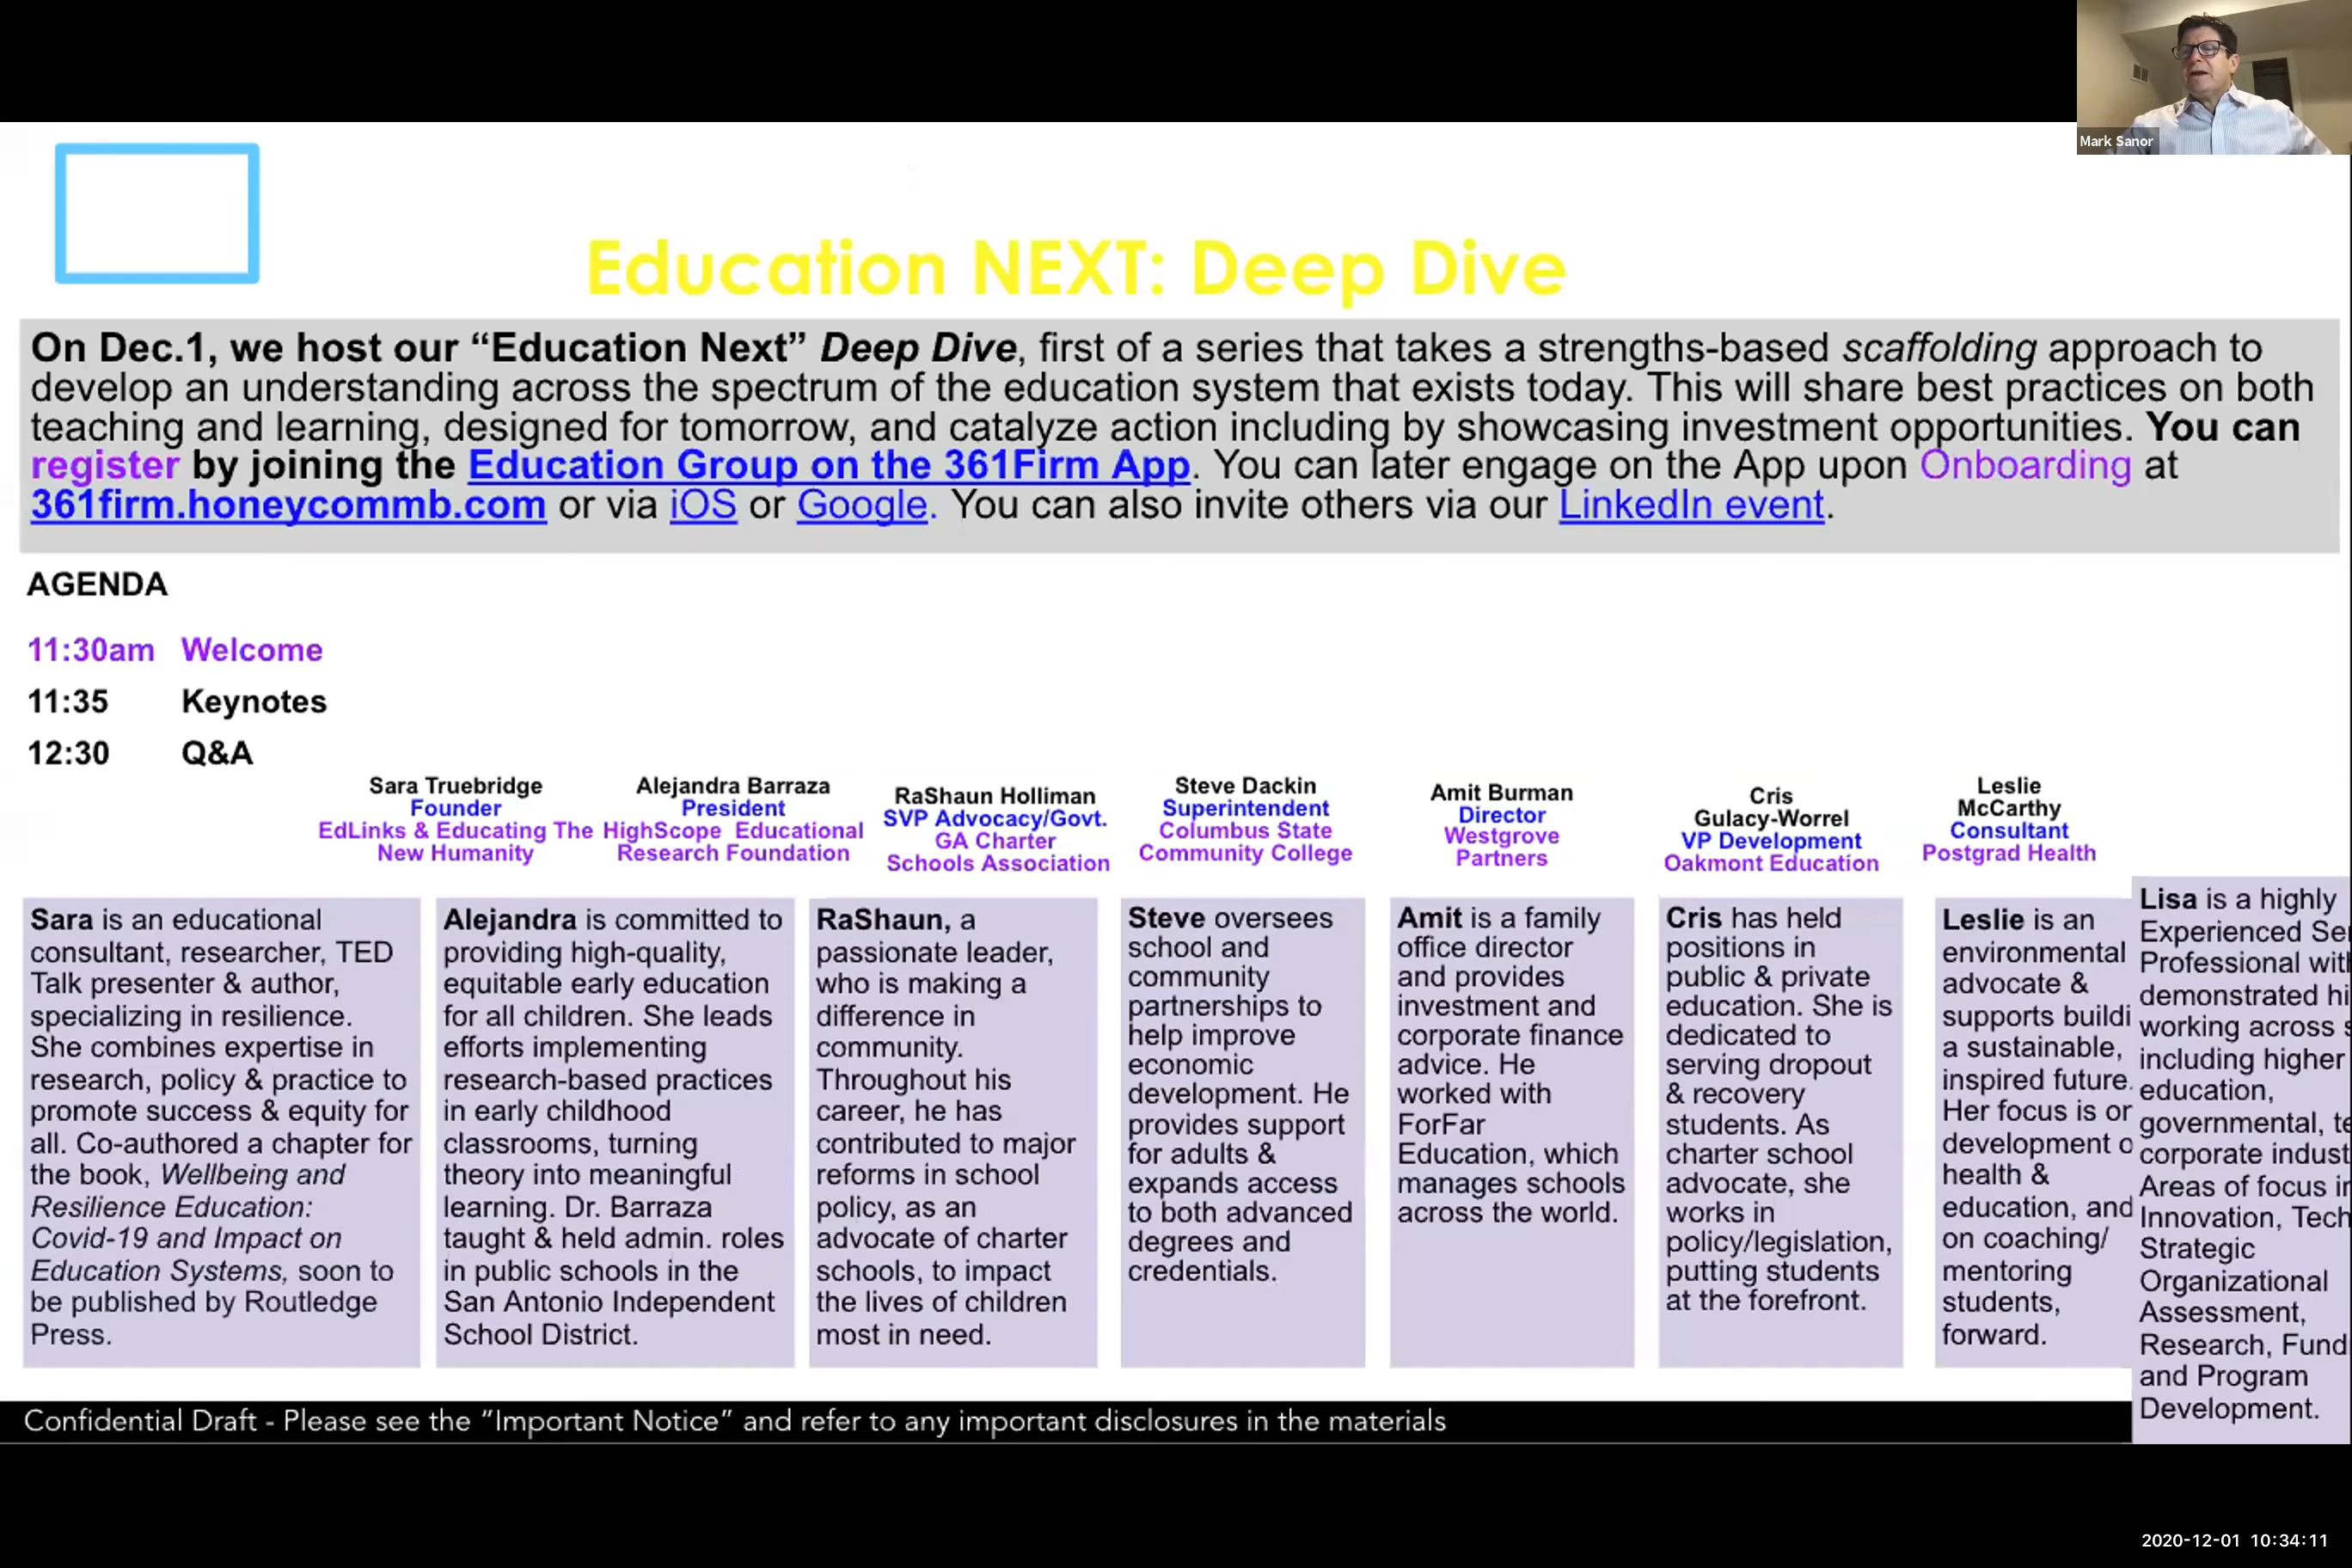 Mark Sanor
Education NEXT: Deep Dive
On Dec.1, we host our “Education Next” Deep Dive, first of a series that takes a strengths-based scaffolding approach to
develop an understanding across the spectrum of the education system that exists today. This will share best practices on both
teaching and learning, designed for tomorrow, and catalyze action including by showcasing investment opportunities. You can
register by joining the Education Group on the 361Firm App. You can later engage on the App upon Onboarding at
361firm.honeycommb.com or via iOS or Google. You can also invite others via our LinkedIn event.
AGENDA
11:30am Welcome
11:35 Keynotes
12:30 Q&A
Sara Truebridge
Founder
EdLinks & Educating The
New Humanity
Alejandra Barraza
President
HighScope Educational
Research Foundation
RaShaun Holliman
SVP Advocacy/Govt.
GA Charter
Schools Association
Steve Dackin
Superintendent
Columbus State
Community College
Amit Burman
Director
Westgrove
Partners
Cris
Gulacy-Worrel
VP Development
Oakmont Education
Leslie
McCarthy
Consultant
Postgrad Health
Sara is an educational
consultant, researcher, TED
Talk presenter & author,
specializing in resilience.
She combines expertise in
research, policy & practice to
promote success & equity for
all. Co-authored a chapter for
the book, Wellbeing and
Resilience Education:
Covid-19 and Impact on
Education Systems, soon to
be published by Routledge
Press.
Alejandra is committed to
providing high-quality,
equitable early education
for all children. She leads
efforts implementing
research-based practices
in early childhood
classrooms, turning
theory into meaningful
learning. Dr. Barraza
taught & held admin. roles
in public schools in the
San Antonio Independent
School District.
RaShaun, a
passionate leader,
who is making a
difference in
community.
Throughout his
career, he has
contributed to major
reforms in school
policy, as an
advocate of charter
schools, to impact
the lives of children
most in need.
Steve oversees
school and
community
partnerships to
help improve
economic
development. He
provides support
for adults &
expands access
to both advanced
degrees and
credentials.
Amit is a family
office director
and provides
investment and
corporate finance
advice. He
worked with
ForFar
Education, which
manages schools
across the world.
Cris has held
positions in
public & private
education. She is
dedicated to
serving dropout
& recovery
students. As
charter school
advocate, she
works in
policy/legislation,
putting students
at the forefront.
Leslie is an
environmental
advocate &
supports buildi
a sustainable,
inspired future.
Her focus is or
development
health &
education, and
on coaching/
mentoring
students,
forward.
Lisa is a highly
Experienced Se
Professional wit
demonstrated hi
working across
including higher
education,
governmental, te
corporate indust
Areas of focus i
Innovation, Tech
Strategic
Organizational
Assessment,
Research, Fund
and Program
Development.
Confidential Draft - Please see the “Important Notice” and refer to any important disclosures in the materials
2020-12-01 10:34:11